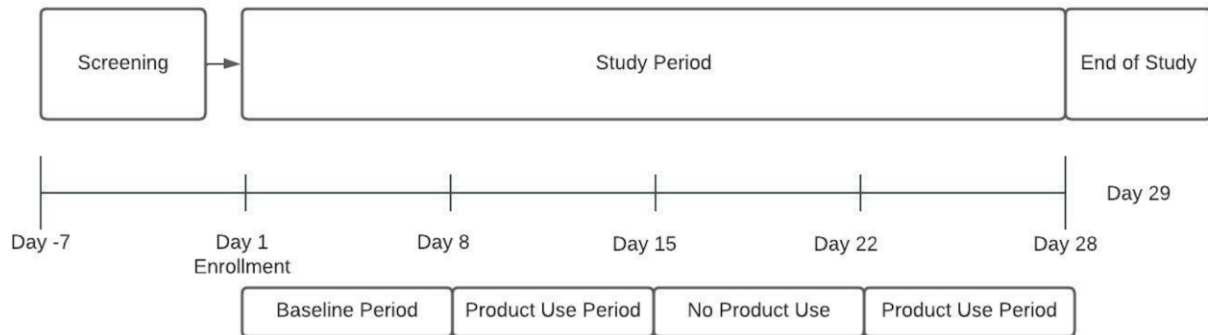 Screening
Study Period
End of Study
Day 29
Day -7
Day 1
Enrollment
Day 8
Day 15
Day 22
Day 28
Baseline Period
Product Use Period
No Product Use
Product Use Period